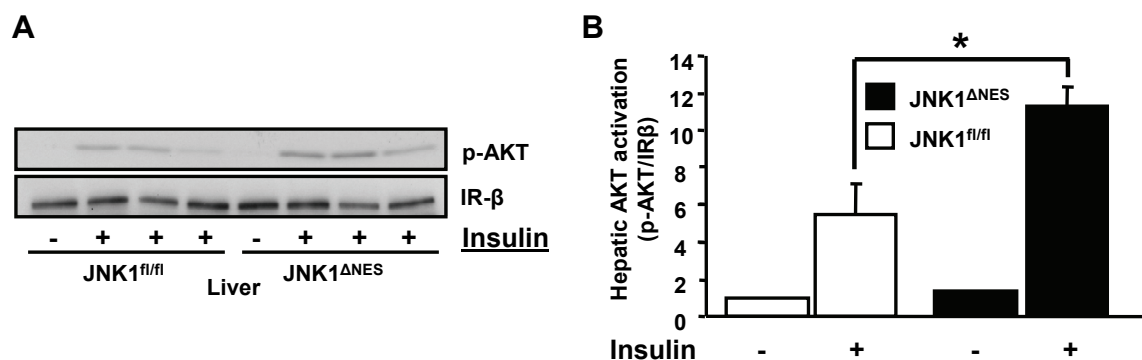 A
p-AKT
IR-β
- + + + - + + + Insulin
JNK1fl/fl JNK1ΔNES
Liver
B
Hepatic AKT activation
(p-AKT/IRβ)
14
12
10
8
6
4
2
0
*
JNK1ΔNES
JNK1fl/fl
Insulin - + - +